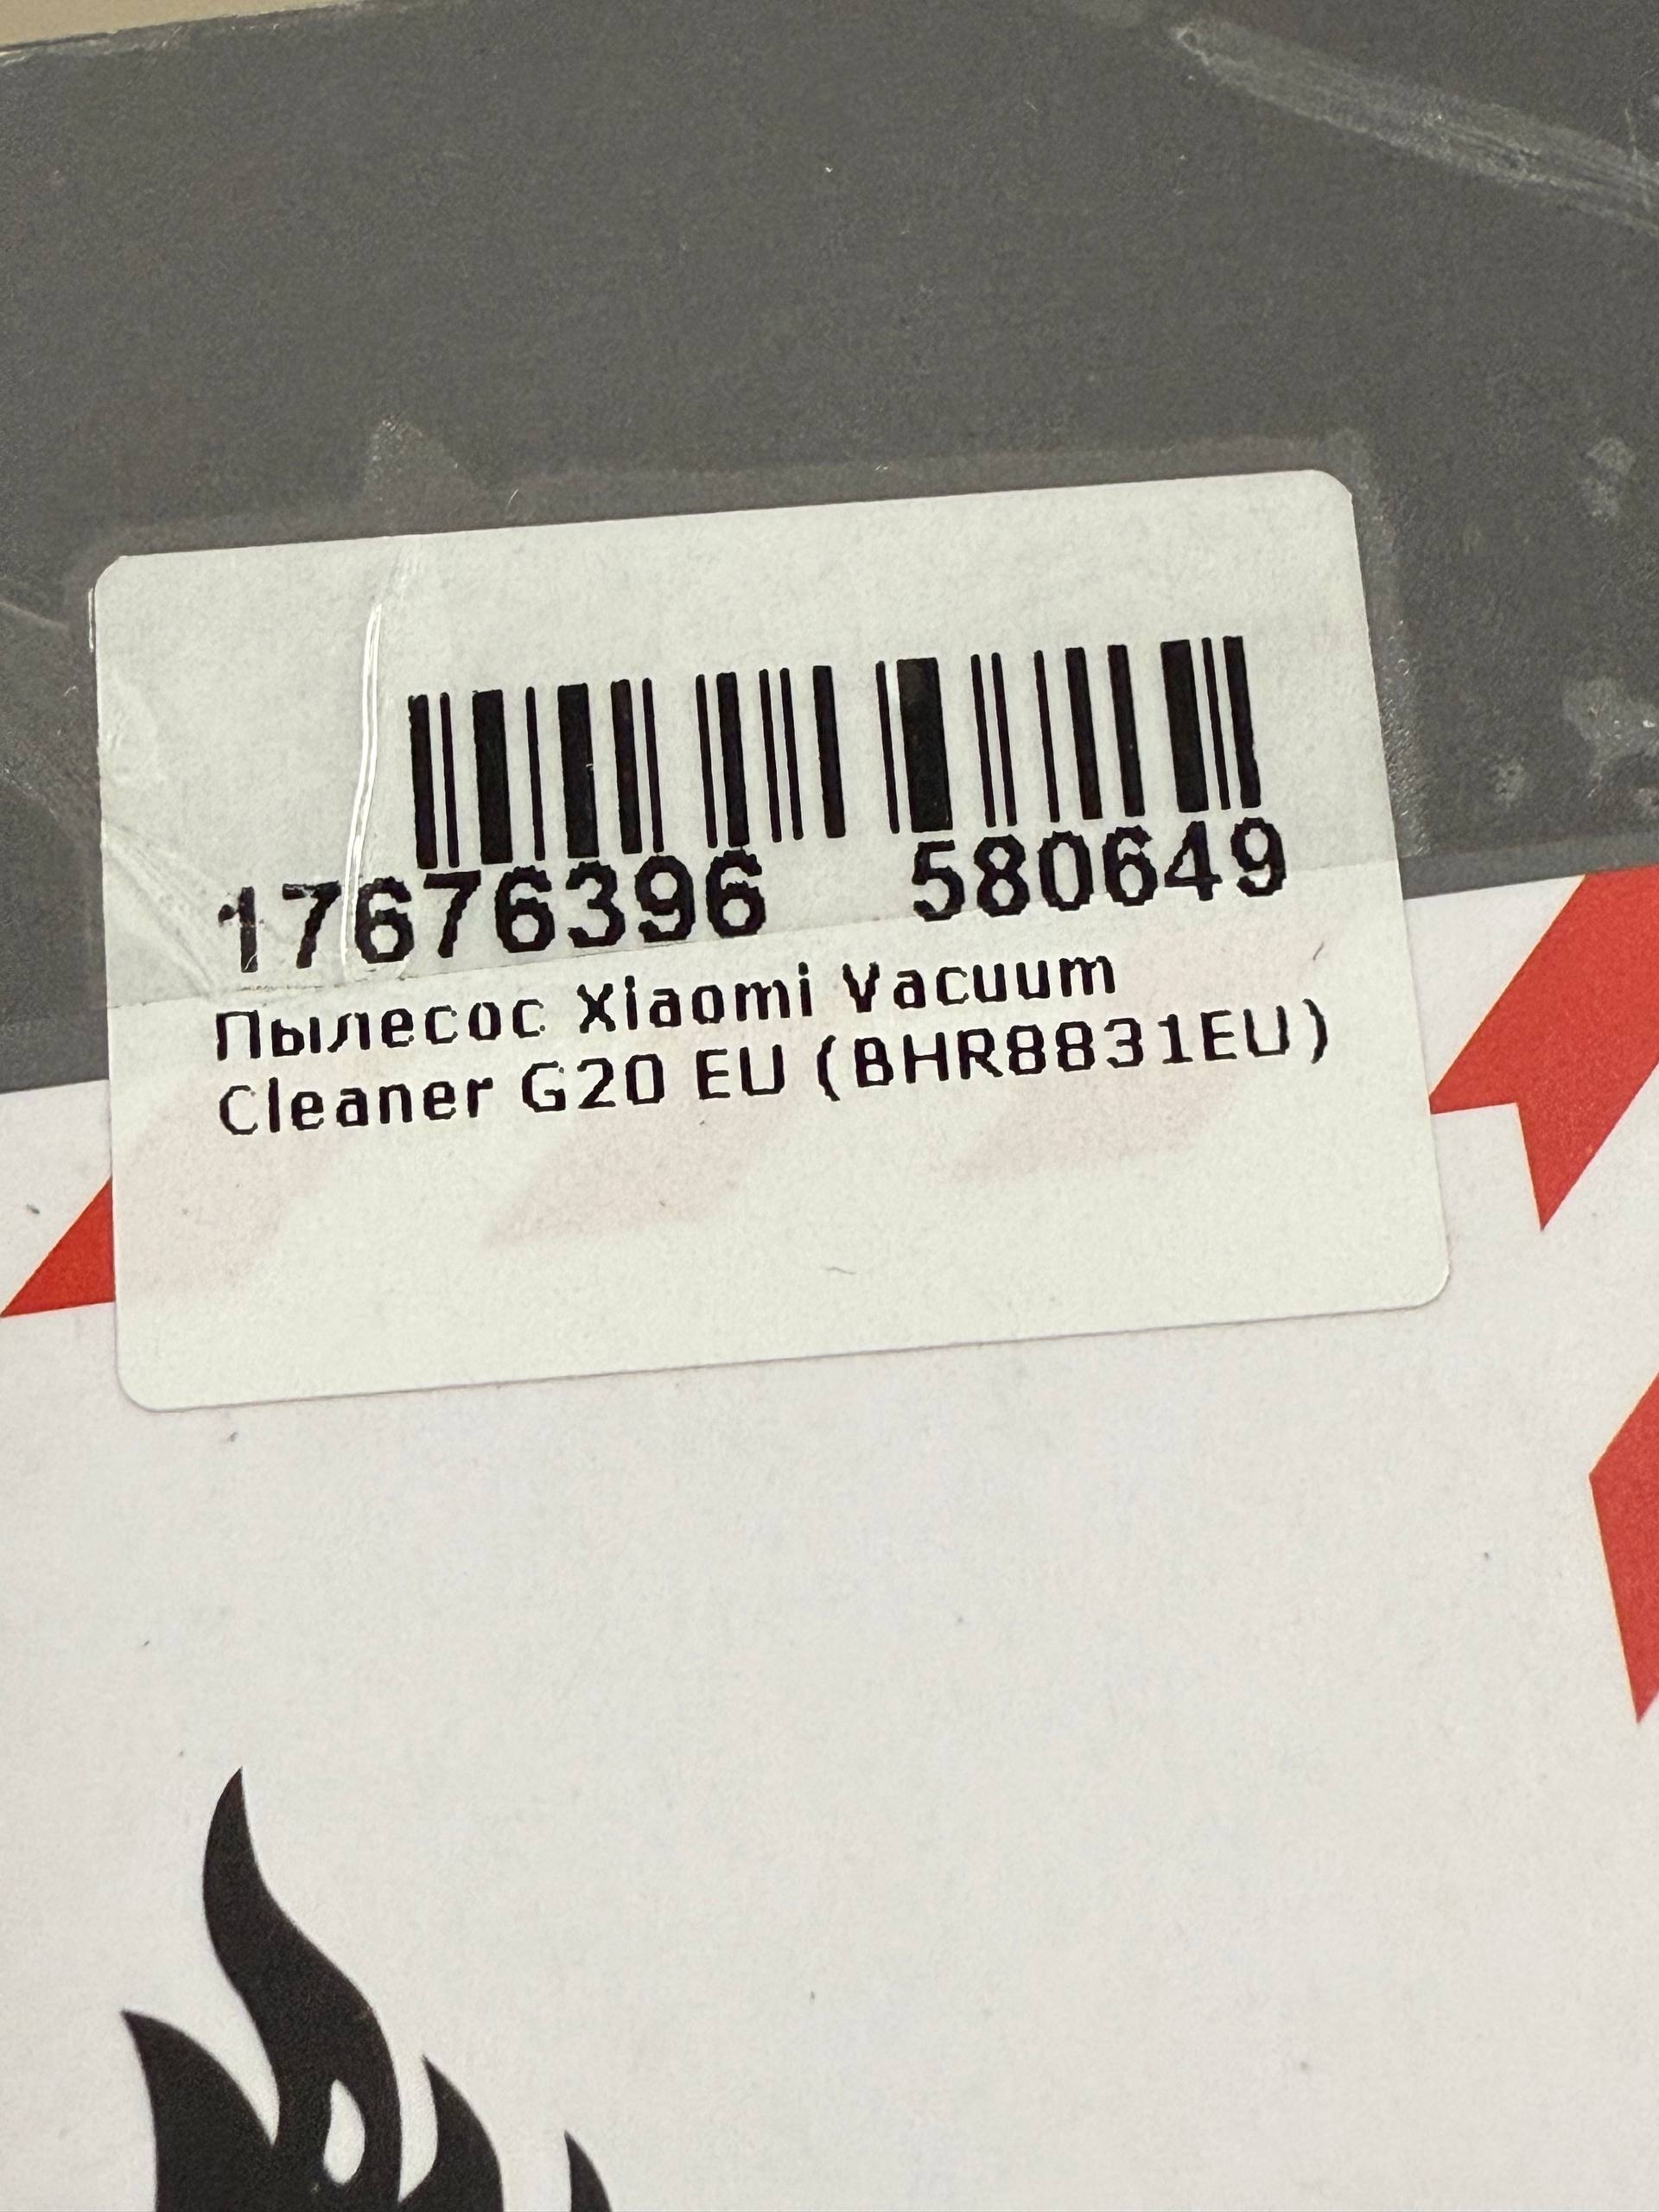 17676396 580649
Пылесос Xiaomi Vacuum
Cleaner G20 EU (BHR8831EU)